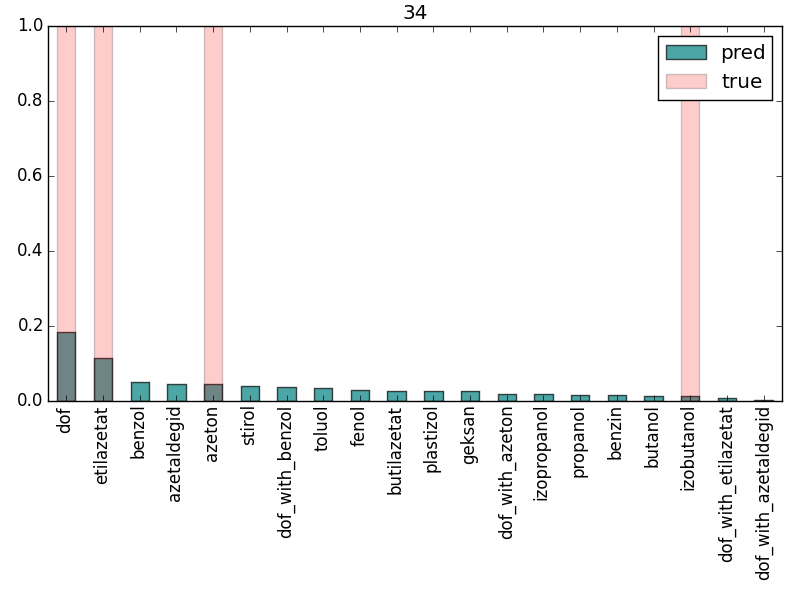 34
1.0
0.8
0.6
0.4
0.2
0.0
pred
true
dof
etilazetat
benzol
azetaldegid
azeton
stirol
dof_with_benzol
toluol
fenol
butilazetat
plastizol
geksan
dof_with_azeton
izopropanol
propanol
benzin
butanol
izobutanol
dof_with_etilazetat
dof_with_azetaldegid